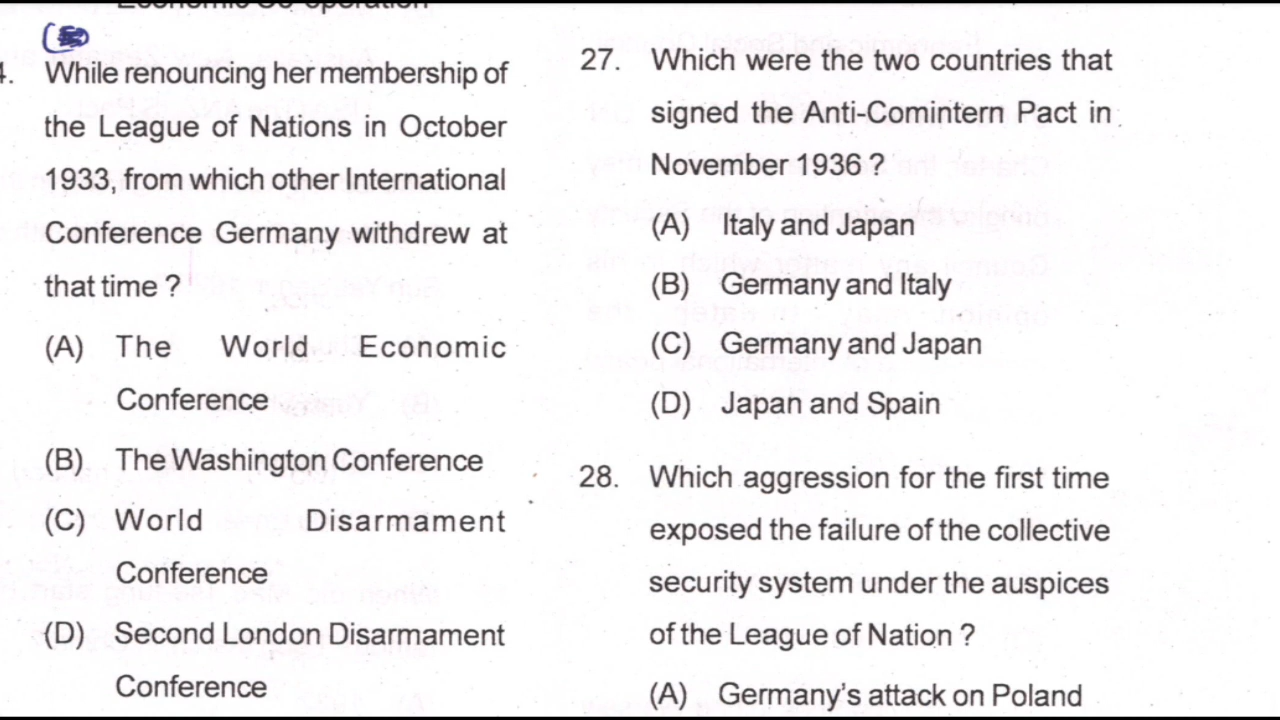 Economic Co-operation
4. While renouncing her membership of
the League of Nations in October
1933, from which other International
Conference Germany withdrew at
that time ?
(A) The World Economic
Conference
(B) The Washington Conference
(C) World Disarmament
Conference
(D) Second London Disarmament
Conference
27. Which were the two countries that
signed the Anti-Comintern Pact in
November 1936 ?
(A) Italy and Japan
(B) Germany and Italy
(C) Germany and Japan
(D) Japan and Spain
28. Which aggression for the first time
exposed the failure of the collective
security system under the auspices
of the League of Nation ?
(A) Germany's attack on Poland